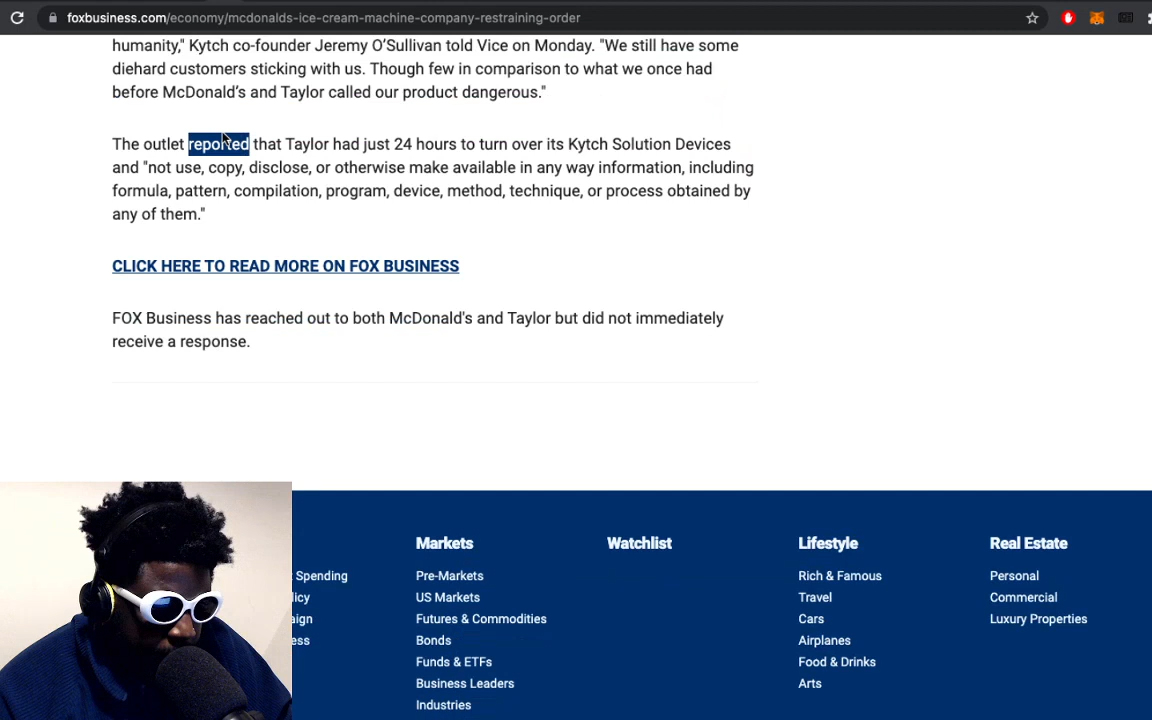 foxbusiness.com/economy/mcdonalds-ice-cream-machine-company-restraining-order
humanity," Kytch co-founder Jeremy O’Sullivan told Vice on Monday. "We still have some
diehard customers sticking with us. Though few in comparison to what we once had
before McDonald’s and Taylor called our product dangerous."
The outlet reported that Taylor had just 24 hours to turn over its Kytch Solution Devices
and "not use, copy, disclose, or otherwise make available in any way information, including
formula, pattern, compilation, program, device, method, technique, or process obtained by
any of them."
CLICK HERE TO READ MORE ON FOX BUSINESS
FOX Business has reached out to both McDonald's and Taylor but did not immediately
receive a response.
Markets
Pre-Markets
US Markets
Futures & Commodities
Bonds
Funds & ETFs
Business Leaders
Industries
Watchlist
Lifestyle
Rich & Famous
Travel
Cars
Airplanes
Food & Drinks
Arts
Real Estate
Personal
Commercial
Luxury Properties
Spending